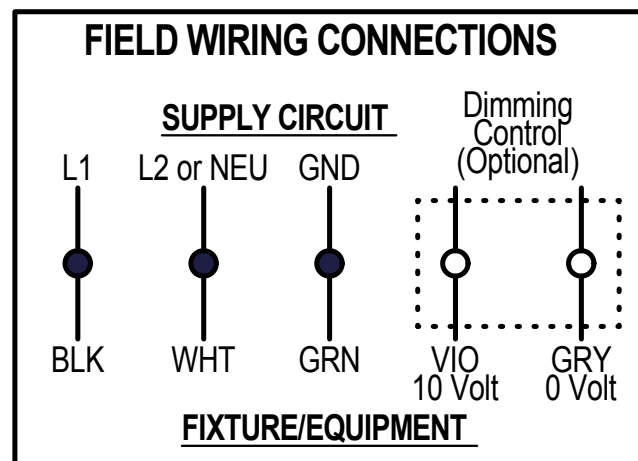 FIELD WIRING CONNECTIONS
SUPPLY CIRCUIT
Dimming
Control
(Optional)
L1 L2 or NEU GND
BLK WHT GRN VIO GRY
10 Volt 0 Volt
FIXTURE/EQUIPMENT